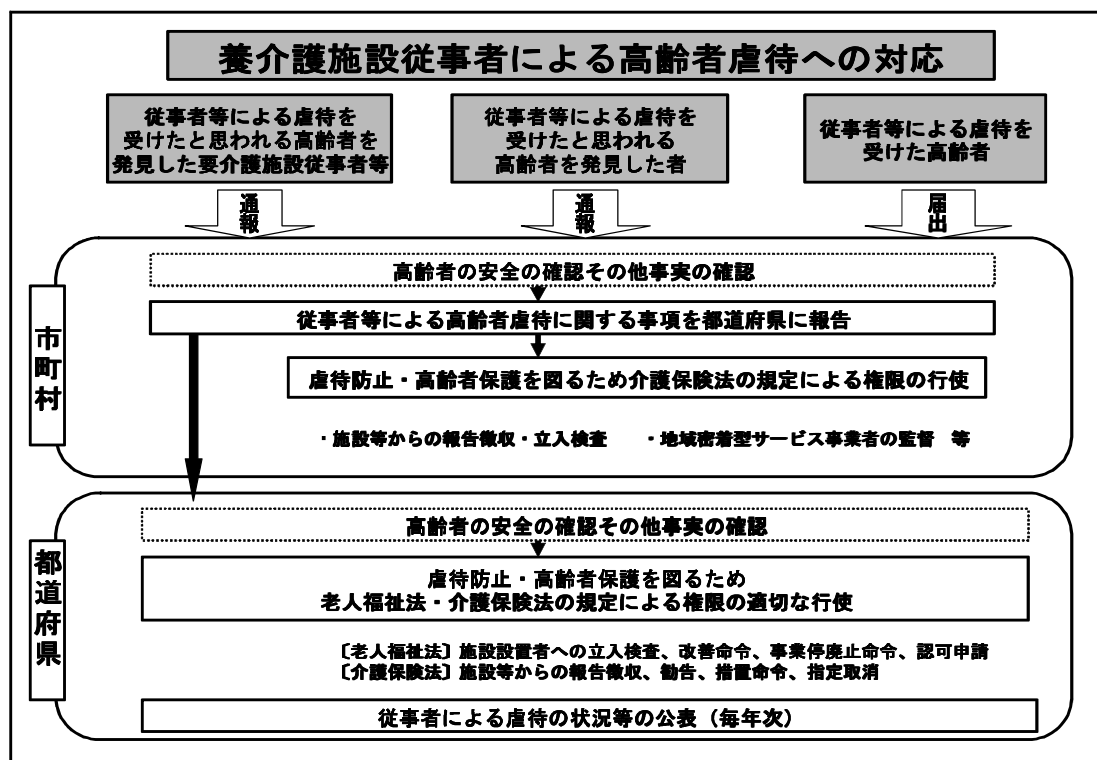 養介護施設従事者による高齢者虐待への対応
従事者等による虐待を
受けたと思われる高齢者を
発見した要介護施設従事者等
従事者等による虐待を
受けたと思われる
高齢者を発見した者
従事者等による虐待を
受けた高齢者
通報
通報
届出
市町村
高齢者の安全の確認その他事実の確認
従事者等による高齢者虐待に関する事項を都道府県に報告
虐待防止・高齢者保護を図るため介護保険法の規定による権限の行使
・施設等からの報告徴収・立入検査 ・地域密着型サービス事業者の監督 等
都道府県
高齢者の安全の確認その他事実の確認
虐待防止・高齢者保護を図るため
老人福祉法・介護保険法の規定による権限の適切な行使
〔老人福祉法〕施設設置者への立入検査、改善命令、事業停廃止命令、認可申請
〔介護保険法〕施設等からの報告徴収、勧告、措置命令、指定取消
従事者による虐待の状況等の公表（毎年次）